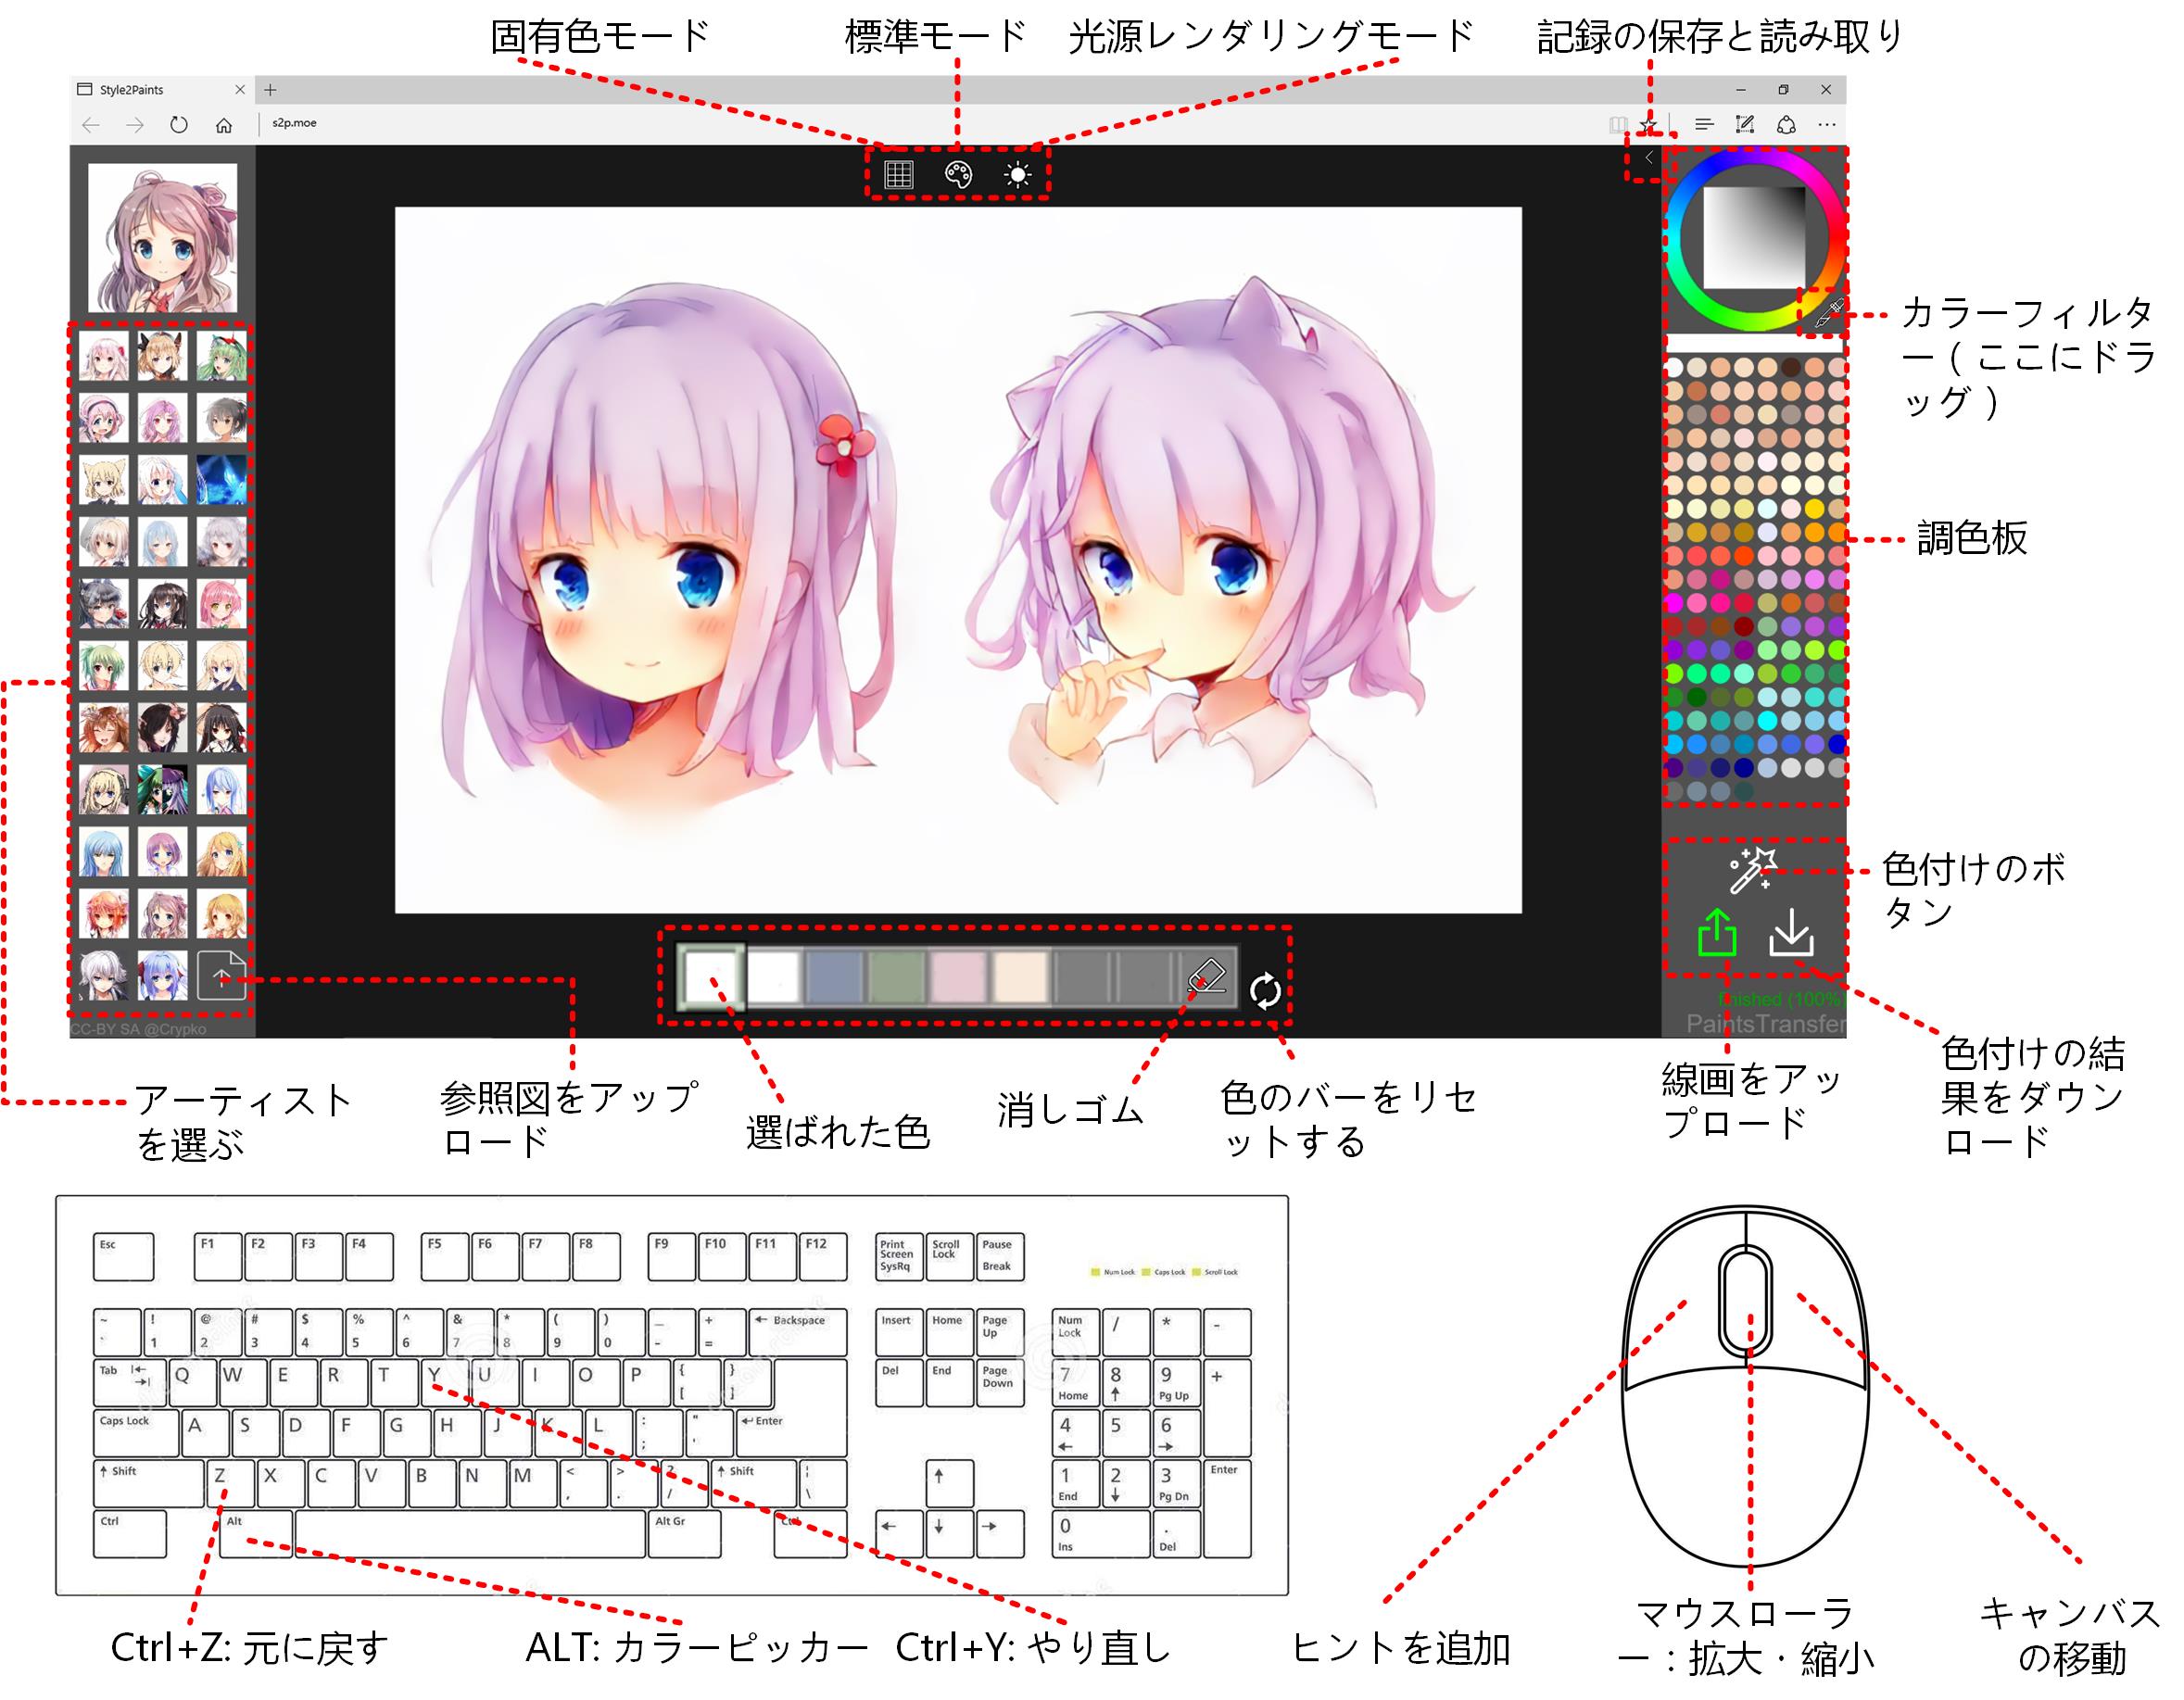 固有色モード
標準モード
光源レンダリングモード
記録の保存と読み取り
Style2Paints
s2p.moe
カラーフィルタ
ー（ここにドラ
ッグ）
調色板
色付けのボ
タン
finished (100%)
CC-BY SA @Crypko
PaintsTransfer
アーティスト
を選ぶ
参照図をアップ
ロード
選ばれた色
消しゴム
色のバーをリセ
ットする
線画をアッ
プロード
色付けの結
果をダウン
ロード
Esc F1 F2 F3 F4 F5 F6 F7 F8 F9 F10 F11 F12
Print Screen SysRq
Scroll Lock
Pause Break
Num Lock Caps Lock Scroll Lock
~ ! @ # $ % ^ & * ( ) _ +
` 1 2 3 4 5 6 7 8 9 0 - =
← Backspace
Insert Home Page Up
Num Lock / * -
Tab Q W E R T Y U I O P { [ } ]
Del End Page Down
7 Home 8 ↑ 9 Pg Up +
Caps Lock A S D F G H J K L : ; " ' ↵ Enter
4 ← 5 6 →
↑ Shift Z X C V B N M < , > . ? / ↑ Shift ¦ \
↑
1 End 2 ↓ 3 Pg Dn Enter
Ctrl Alt Alt Gr Ctrl
← ↓ →
0 Ins . Del
Ctrl+Z: 元に戻す
ALT: カラーピッカー
Ctrl+Y: やり直し
ヒントを追加
マウスローラ
ー：拡大・縮小
キャンバス
の移動